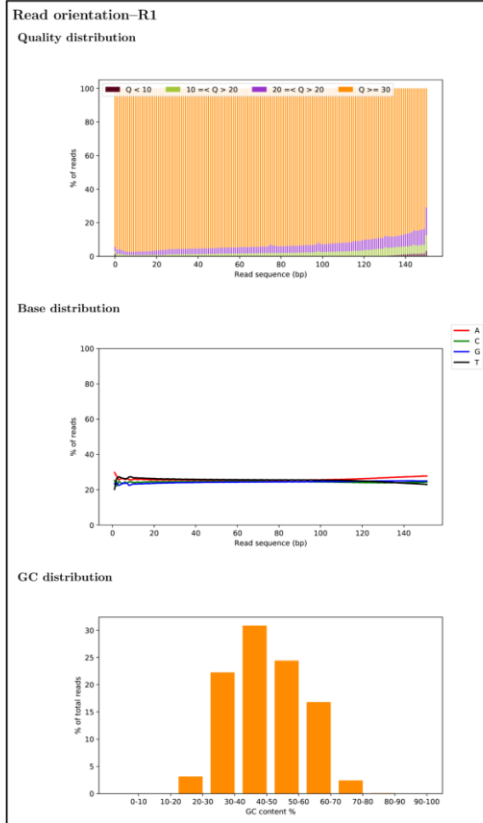 Read orientation–R1
Quality distribution
Q < 10 10 =< Q > 20 20 =< Q > 20 Q >= 30
100
80
60
40
20
0
% of reads
0 20 40 60 80 100 120 140
Read sequence (bp)
Base distribution
A
C
G
T
100
80
60
40
20
0
% of reads
0 20 40 60 80 100 120 140
Read sequence (bp)
GC distribution
30
25
20
15
10
5
0
% of total reads
0-10 10-20 20-30 30-40 40-50 50-60 60-70 70-80 80-90 90-100
GC content %